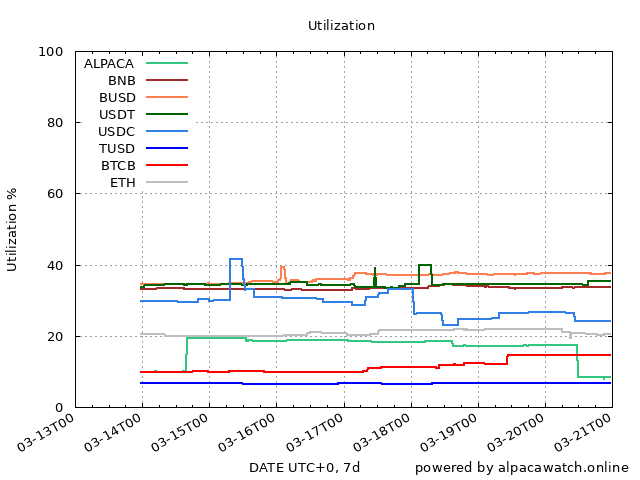 Utilization
100
80
60
40
20
0
Utilization %
ALPACA
BNB
BUSD
USDT
USDC
TUSD
BTCB
ETH
03-13T00
03-14T00
03-15T00
03-16T00
03-17T00
03-18T00
03-19T00
03-20T00
03-21T00
DATE UTC+0, 7d
powered by alpacawatch.online